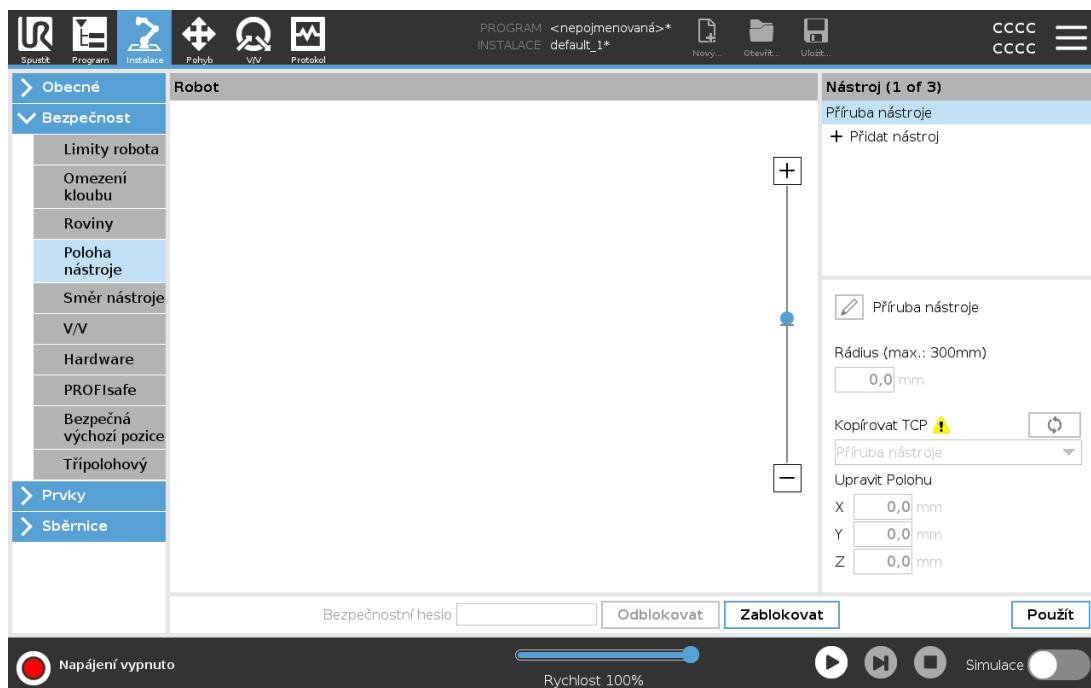 PROGRAM <nepojmenovaná>*
INSTALACE default_1*
CCCC
CCCC
Spustit Program Instalace Pohyb V/V Protokol Nový... Otevřít... Uložit...
Obecné
Bezpečnost
Limity robota
Omezení
kloubu
Roviny
Poloha
nástroje
Směr nástroje
V/V
Hardware
PROFIsafe
Bezpečná
výchozí pozice
Třípolohový
Prvky
Sběrnice
Robot
Nástroj (1 of 3)
Příruba nástroje
+ Přidat nástroj
Příruba nástroje
Rádius (max.: 300mm)
0,0 mm
Kopírovat TCP
Příruba nástroje
Upravit Polohu
X 0,0 mm
Y 0,0 mm
Z 0,0 mm
Bezpečnostní heslo Odblokovat Zablokovat Použít
Napájení vypnuto
Rychlost 100%
Simulace